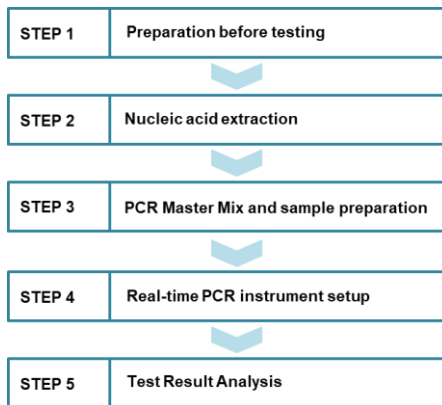 STEP 1 Preparation before testing
STEP 2 Nucleic acid extraction
STEP 3 PCR Master Mix and sample preparation
STEP 4 Real-time PCR instrument setup
STEP 5 Test Result Analysis